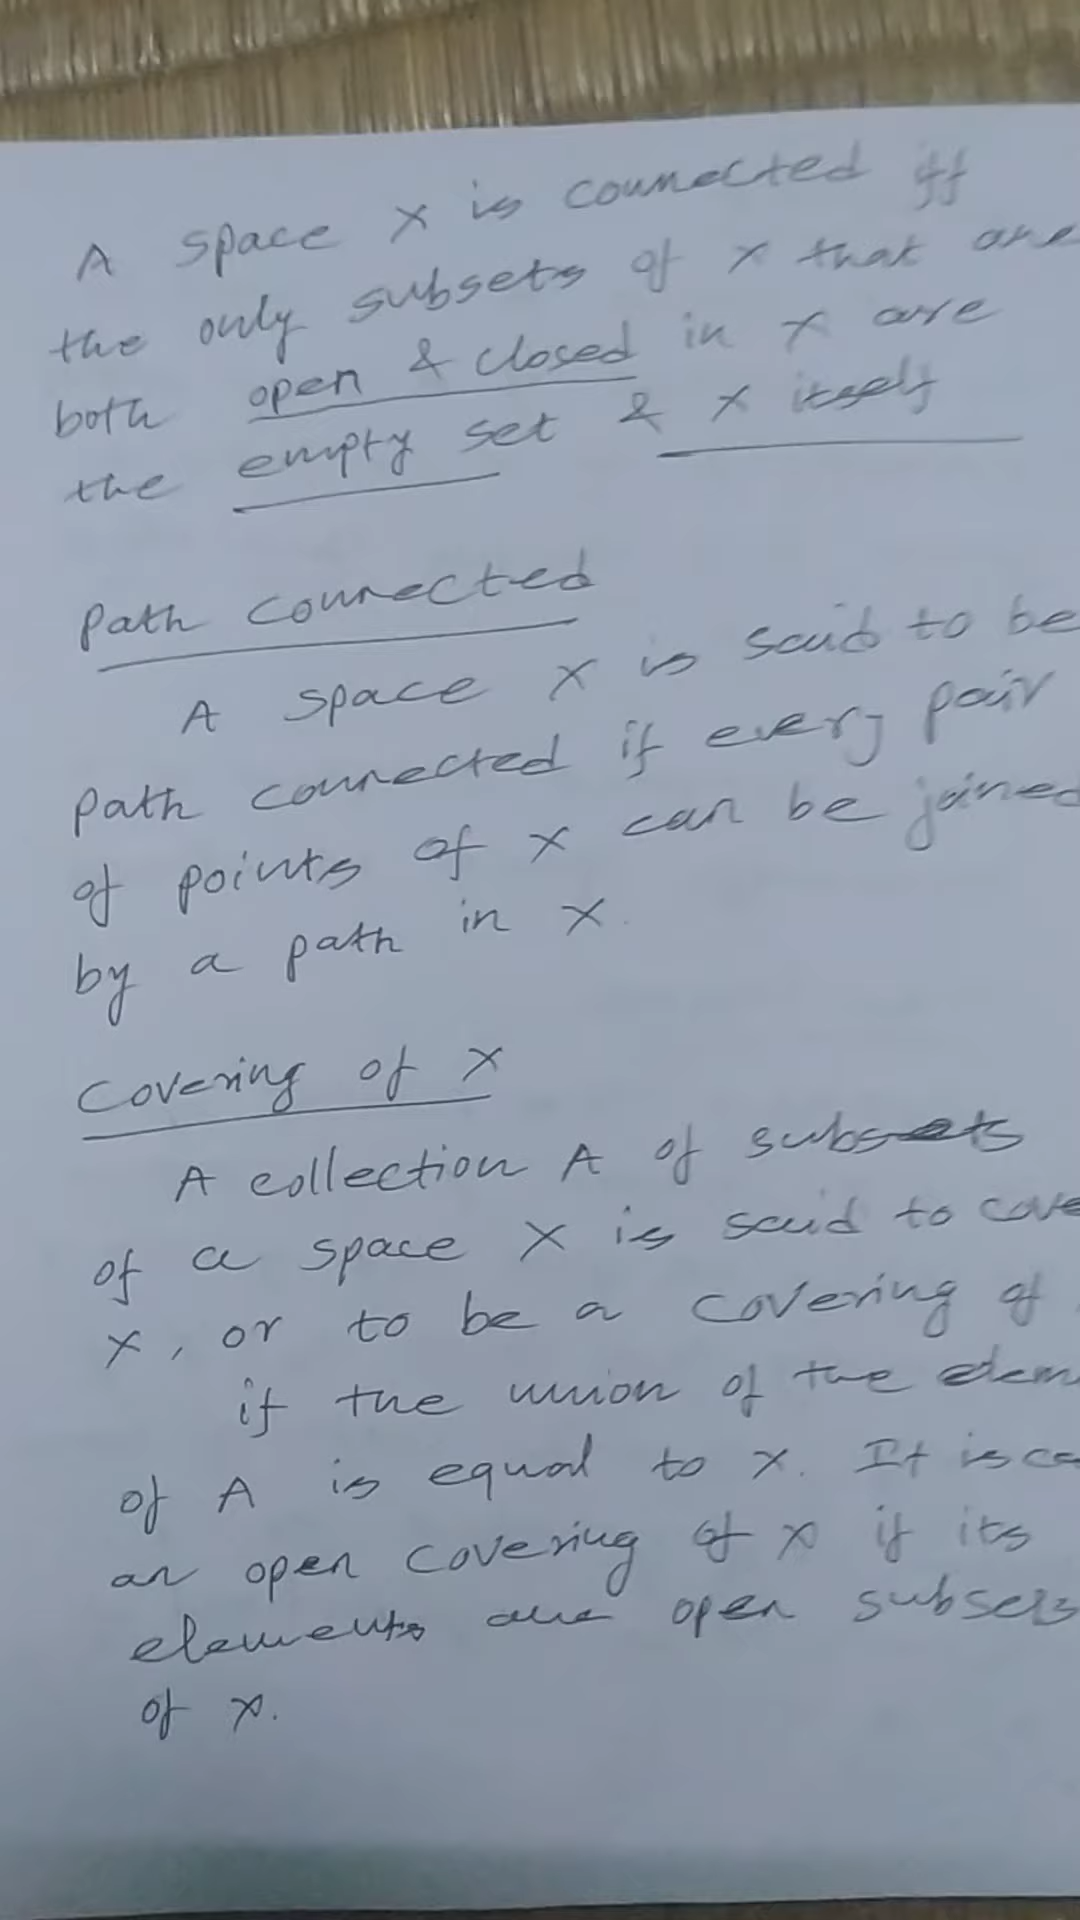 A space X is connected iff
the only subsets of X that are
both open & closed in X are
the empty set & X itself
Path connected
A space X is said to be
path connected if every pair
of points of X can be joined
by a path in X.
Covering of X
A collection A of subsets
of a space X is said to cove
X, or to be a covering of
if the union of the elem
of A is equal to X. It is ca
an open covering of X if its
elements are open subsets
of X.